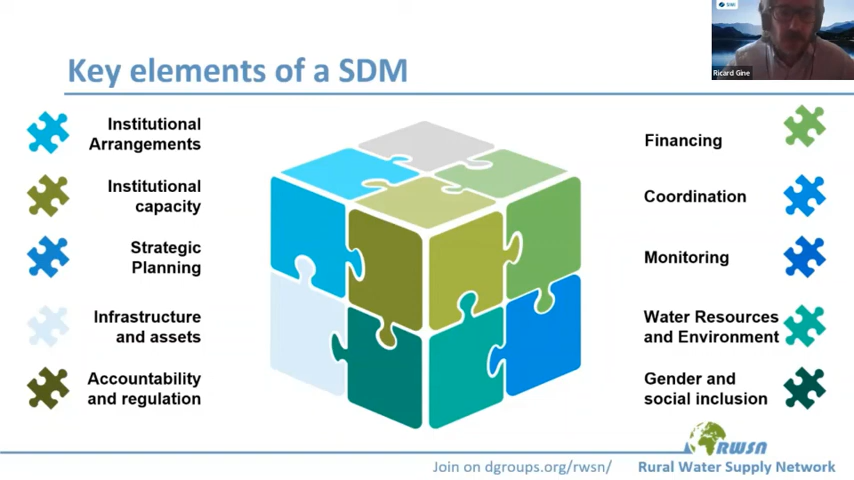 SIWI
Ricard Gine
Key elements of a SDM
Institutional
Arrangements
Institutional
capacity
Strategic
Planning
Infrastructure
and assets
Accountability
and regulation
Financing
Coordination
Monitoring
Water Resources
and Environment
Gender and
social inclusion
RWSN
Join on dgroups.org/rwsn/
Rural Water Supply Network